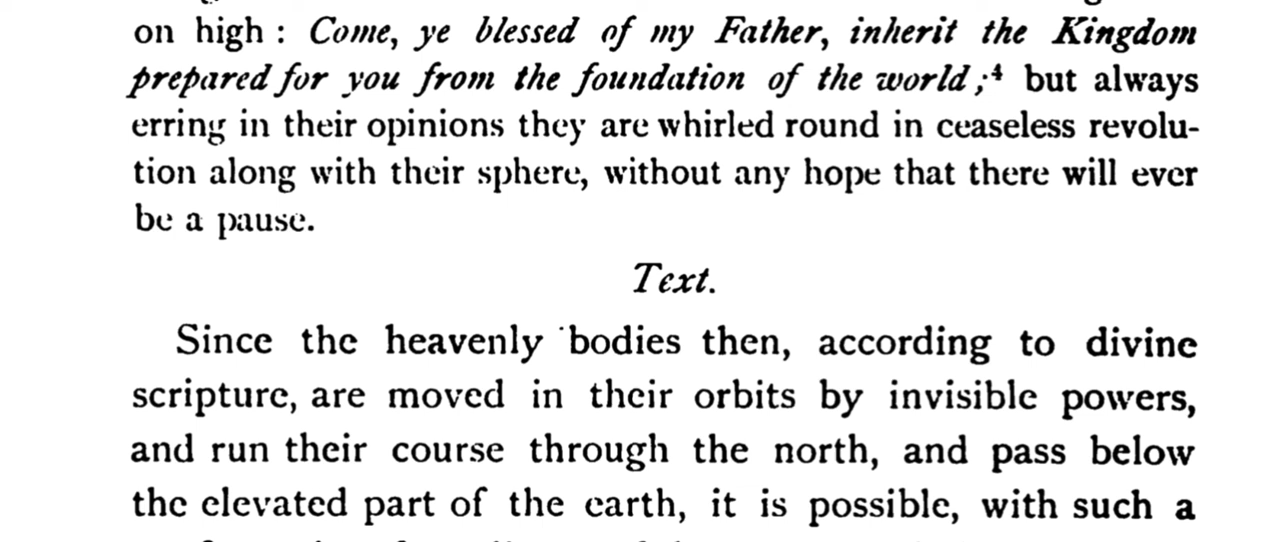 on high : Come, ye blessed of my Father, inherit the Kingdom
prepared for you from the foundation of the world ;⁴ but always
erring in their opinions they are whirled round in ceaseless revolu-
tion along with their sphere, without any hope that there will ever
be a pause.
Text.
Since the heavenly bodies then, according to divine
scripture, are moved in their orbits by invisible powers,
and run their course through the north, and pass below
the elevated part of the earth, it is possible, with such a